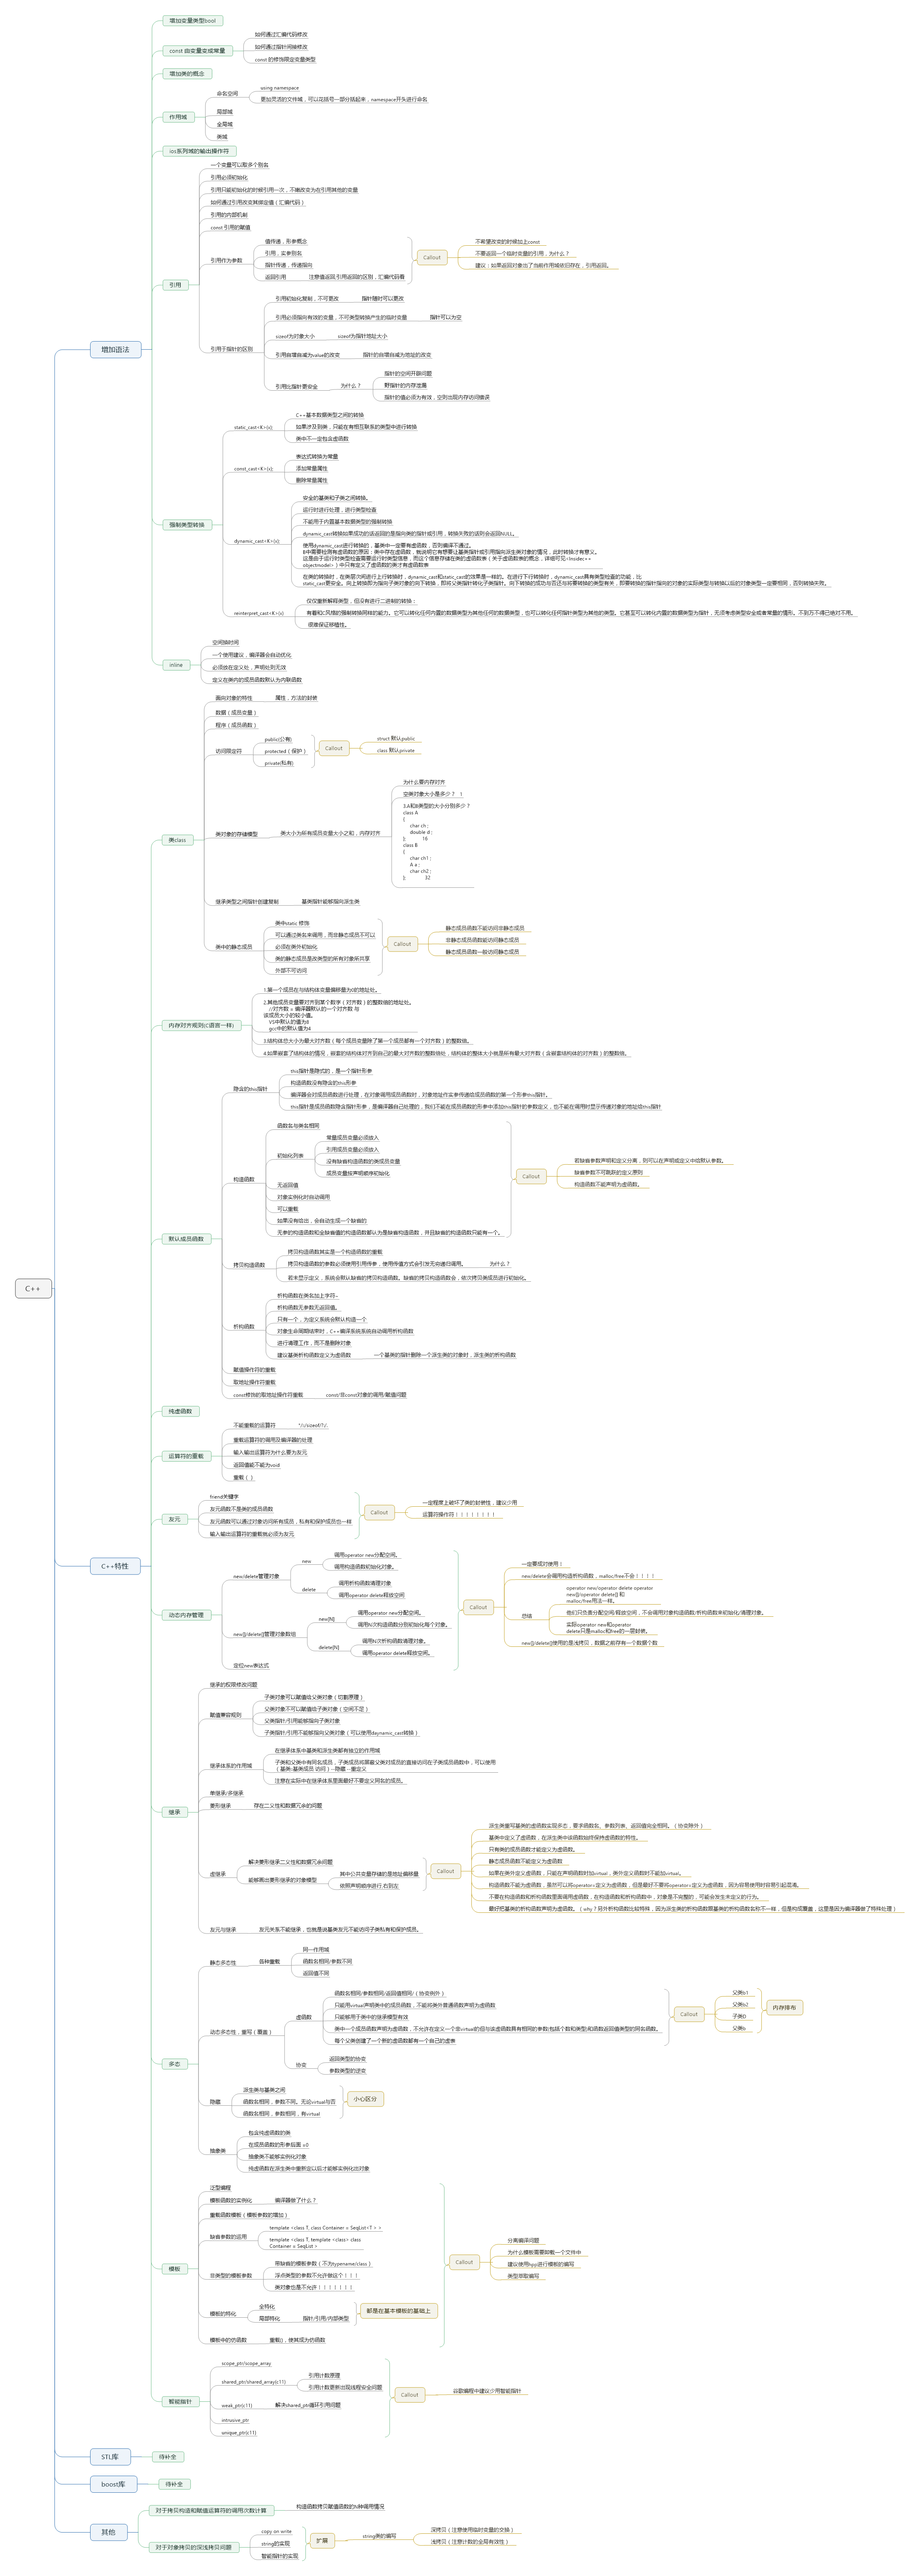 C++
增加语法
增加变量类型bool
const 由变量变成常量
如何通过汇编代码修改
如何通过指针间接修改
const 的修饰限定变量类型
增加类的概念
作用域
命名空间
using namespace
更加灵活的文件域，可以花括号一部分括起来，namespace开头进行命名
局部域
全局域
类域
ios系列域的输出操作符
引用
一个变量可以取多个别名
引用必须初始化
引用只能初始化的时候引用一次，不能改变为在引用其他的变量
如何通过引用改变其绑定值（汇编代码）
引用的内部机制
const 引用的赋值
引用作为参数
值传递，形参概念
引用，实参别名
指针传递，传递指向
返回引用
注意值返回,引用返回的区别，汇编代码看
Callout
不希望改变的时候加上const
不要返回一个临时变量的引用，为什么？
建议：如果返回对象出了当前作用域依旧存在，引用返回。
引用于指针的区别
引用初始化复制，不可更改
指针随时可以更改
引用必须指向有效的变量，不可类型转换产生的临时变量
指针可以为空
sizeof为对象大小
sizeof为指针地址大小
引用自增自减为value的改变
指针的自增自减为地址的改变
引用比指针更安全
为什么？
指针的空间开辟问题
野指针的内存泄漏
指针的值必须为有效，空则出现内存访问错误
强制类型转换
static_cast<K>(s);
C++基本数据类型之间的转换
如果涉及到类，只能在有相互联系的类型中进行转换
类中不一定包含虚函数
const_cast<K>(s);
表达式转换为常量
添加常量属性
删除常量属性
dynamic_cast<K>(s);
安全的基类和子类之间转换。
运行时进行处理，进行类型检查
不能用于内置基本数据类型的强制转换
dynamic_cast转换如果成功的话返回的是指向类的指针或引用，转换失败的话则会返回NULL。
使用dynamic_cast进行转换的，基类中一定要有虚函数，否则编译不通过。
B中需要检测有虚函数的原因：类中存在虚函数，就说明它有想要让基类指针或引用指向派生类对象的情况，此时转换才有意义。
这是由于运行时类型检查需要运行时类型信息，而这个信息存储在类的虚函数表（关于虚函数表的概念，详细可见<Insidec++
objectmodel>）中只有定义了虚函数的类才有虚函数表
在类的转换时，在类层次间进行上行转换时，dynamic_cast和static_cast的效果是一样的。在进行下行转换时，dynamic_cast具有类型检查的功能，比
static_cast更安全。向上转换即为指向子类对象的向下转换，即将父类指针转化子类指针。向下转换的成功与否还与将要转换的类型有关，即要转换的指针指向的对象的实际类型与转换以后的对象类型一定要相同，否则转换失败。
reinterpret_cast<K>(s)
仅仅重新解释类型，但没有进行二进制的转换：
有着和C风格的强制转换同样的能力。它可以转化任何内置的数据类型为其他任何的数据类型，也可以转化任何指针类型为其他的类型。它甚至可以转化内置的数据类型为指针，无须考虑类型安全或者常量的情形。不到万不得已绝对不用。
很难保证移植性。
inline
空间换时间
一个使用建议，编译器会自动优化
必须放在定义处，声明处则无效
定义在类内的成员函数默认为内联函数
C++特性
类class
面向对象的特性
属性，方法的封装
数据（成员变量）
程序（成员函数）
访问限定符
public(公有)
protected（保护）
private(私有)
Callout
struct 默认public
class 默认private
类对象的存储模型
类大小为所有成员变量大小之和，内存对齐
为什么要内存对齐
空类对象大小是多少？ 1
3.A和B类型的大小分别多少？
class A
{
char ch ;
double d ;
}; 16
class B
{
char ch1 ;
A a ;
char ch2 ;
}; 32
继承类型之间指针创建复制
基类指针能够指向派生类
类中的静态成员
类中static 修饰
可以通过类名来调用，而非静态成员不可以
必须在类外初始化
类的静态成员是改类型的所有对象所共享
外部不可访问
Callout
静态成员函数不能访问非静态成员
非静态成员函数能访问静态成员
静态成员函数一般访问静态成员
内存对齐规则(C语言一样)
1.第一个成员在与结构体变量偏移量为0的地址处。
2.其他成员变量要对齐到某个数字（对齐数）的整数倍的地址处。
//对齐数 = 编译器默认的一个对齐数 与
该成员大小的较小值。
VS中默认的值为8
gcc中的默认值为4
3.结构体总大小为最大对齐数（每个成员变量除了第一个成员都有一个对齐数）的整数倍。
4.如果嵌套了结构体的情况，嵌套的结构体对齐到自己的最大对齐数的整数倍处，结构体的整体大小就是所有最大对齐数（含嵌套结构体的对齐数）的整数倍。
默认成员函数
隐含的this指针
this指针是隐式的，是一个指针形参
构造函数没有隐含的this形参
编译器会对成员函数进行处理，在对象调用成员函数时，对象地址作实参传递给成员函数的第一个形参this指针。
this指针是成员函数隐含指针形参，是编译器自己处理的，我们不能在成员函数的形参中添加this指针的参数定义，也不能在调用时显示传递对象的地址给this指针
构造函数
函数名与类名相同
初始化列表
常量成员变量必须放入
引用成员变量必须放入
没有缺省构造函数的类成员变量
成员变量按声明顺序初始化
无返回值
对象实例化时自动调用
可以重载
如果没有给出，会自动生成一个缺省的
无参的构造函数和全缺省值的构造函数都认为是缺省构造函数，并且缺省的构造函数只能有一个。
Callout
若缺省参数声明和定义分离，则可以在声明或定义中给默认参数。
缺省参数不可跳跃的定义原则
构造函数不能声明为虚函数。
拷贝构造函数
拷贝构造函数其实是一个构造函数的重载
拷贝构造函数的参数必须使用引用传参，使用传值方式会引发无穷递归调用。
为什么？
若未显示定义，系统会默认缺省的拷贝构造函数。缺省的拷贝构造函数会，依次拷贝类成员进行初始化。
析构函数
析构函数在类名加上字符~
析构函数无参数无返回值。
只有一个，为定义系统会默认构造一个
对象生命周期结束时，C++编译系统系统自动调用析构函数
进行清理工作，而不是删除对象
建议基类析构函数定义为虚函数
一个基类的指针删除一个派生类的对象时，派生类的析构函数
赋值操作符的重载
取地址操作符重载
const修饰的取地址操作符重载
const/非const对象的调用/赋值问题
纯虚函数
运算符的重载
不能重载的运算符
*/::/sizeof/?:/.
重载运算符的调用及编译器的处理
输入输出运算符为什么要为友元
返回值能不能为void
重载（ ）
友元
friend关键字
友元函数不是类的成员函数
友元函数可以通过对象访问所有成员，私有和保护成员也一样
输入输出运算符的重载就必须为友元
Callout
一定程度上破坏了类的封装性，建议少用
运算符操作符！！！！！！！！
动态内存管理
new/delete管理对象
new
调用operator new分配空间。
调用构造函数初始化对象。
delete
调用析构函数清理对象
调用operator delete释放空间
new[]/delete[]管理对象数组
new[N]
调用operator new分配空间。
调用N次构造函数分别初始化每个对象。
delete[N]
调用N次析构函数清理对象。
调用operator delete释放空间。
定位new表达式
Callout
一定要成对使用！
new/delete会调用构造析构函数，malloc/free不会！！！！
总结
operator new/operator delete operator
new[]/operator delete[] 和
malloc/free用法一样。
他们只负责分配空间/释放空间，不会调用对象构造函数/析构函数来初始化/清理对象。
实际operator new和operator
delete只是malloc和free的一层封装。
new[]/delete[]使用的是浅拷贝，数据之前存有一个数据个数
继承
继承的权限修改问题
赋值兼容规则
子类对象可以赋值给父类对象（切割原理）
父类对象不可以赋值给子类对象（空间不足）
父类指针/引用能够指向子类对象
子类指针/引用不能够指向父类对象（可以使用daynamic_cast转换）
继承体系的作用域
在继承体系中基类和派生类都有独立的作用域
子类和父类中有同名成员，子类成员将屏蔽父类对成员的直接访问在子类成员函数中，可以使用
（ 基类::基类成员 访问）--隐藏 --重定义
注意在实际中在继承体系里面最好不要定义同名的成员。
单继承/多继承
菱形继承
存在二义性和数据冗余的问题
虚继承
解决菱形继承二义性和数据冗余问题
能够画出菱形继承的对象模型
其中公共变量存储的是地址偏移量
依照声明顺序进行.右到左
Callout
派生类重写基类的虚函数实现多态，要求函数名、参数列表、返回值完全相同。（协变除外）
基类中定义了虚函数，在派生类中该函数始终保持虚函数的特性。
只有类的成员函数才能定义为虚函数。
静态成员函数不能定义为虚函数
如果在类外定义虚函数，只能在声明函数时加virtual，类外定义函数时不能加virtual。
构造函数不能为虚函数，虽然可以将operator=定义为虚函数，但是最好不要将operator=定义为虚函数，因为容易使用时容易引起混淆。
不要在构造函数和析构函数里面调用虚函数，在构造函数和析构函数中，对象是不完整的，可能会发生未定义的行为。
最好把基类的析构函数声明为虚函数。（ why？另外析构函数比较特殊，因为派生类的析构函数跟基类的析构函数名称不一样，但是构成覆盖，这里是因为编译器做了特殊处理）
友元与继承
友元关系不能继承，也就是说基类友元不能访问子类私有和保护成员。
多态
静态多态性
各种重载
同一作用域
函数名相同/参数不同
返回值不同
动态多态性，重写（ 覆盖）
虚函数
函数名相同/参数相同/返回值相同/（协变例外）
只能用virtual声明类中的成员函数，不能将类外普通函数声明为虚函数
只能够用于类中的继承模型有效
类中一个成员函数声明为虚函数，不允许在定义一个非virtual的但与该虚函数具有相同的参数(包括个数和类型)和函数返回值类型的同名函数。
每个父类创建了一个新的虚函数都有一个自己的虚表
协变
返回类型的协变
参数类型的逆变
Callout
父类b1
父类b2
子类D
父类b
内存排布
隐藏
派生类与基类之间
函数名相同，参数不同。无论virtual与否
函数名相同，参数相同，有virtual
小心区分
抽象类
包含纯虚函数的类
在成员函数的形参后面 =0
抽象类不能够实例化对象
纯虚函数在派生类中重新定以后才能够实例化出对象
模板
泛型编程
模板函数的实例化
编译器做了什么？
重载函数模板（模板参数的增加）
缺省参数的运用
template <class T, class Container = SeqList<T > >
template <class T, template <class> class
Container = SeqList >
非类型的模板参数
带缺省的模板参数（不为typename/class）
浮点类型的参数不允许做这个！！！
类对象也是不允许！！！！！！！
模板的特化
全特化
局部特化
指针/引用/内部类型
都是在基本模板的基础上
模板中的仿函数
重载()，使其成为仿函数
Callout
分离编译问题
为什么模板需要卸载一个文件中
建议使用hpp进行模板的编写
类型萃取编写
智能指针
scope_ptr/scope_array
shared_ptr/shared_array(c11)
引用计数原理
引用计数更新出现线程安全问题
weak_ptr(c11)
解决shared_ptr循环引用问题
intrusive_ptr
unique_ptr(c11)
Callout
谷歌编程中建议少用智能指针
STL库
待补全
boost库
待补全
其他
对于拷贝构造和赋值运算符的调用次数计算
构造函数拷贝赋值函数的N种调用情况
对于对象拷贝的深浅拷贝问题
copy on write
string的实现
智能指针的实现
扩展
string类的编写
深拷贝（注意使用临时变量的交换）
浅拷贝（注意计数的全局有效性）